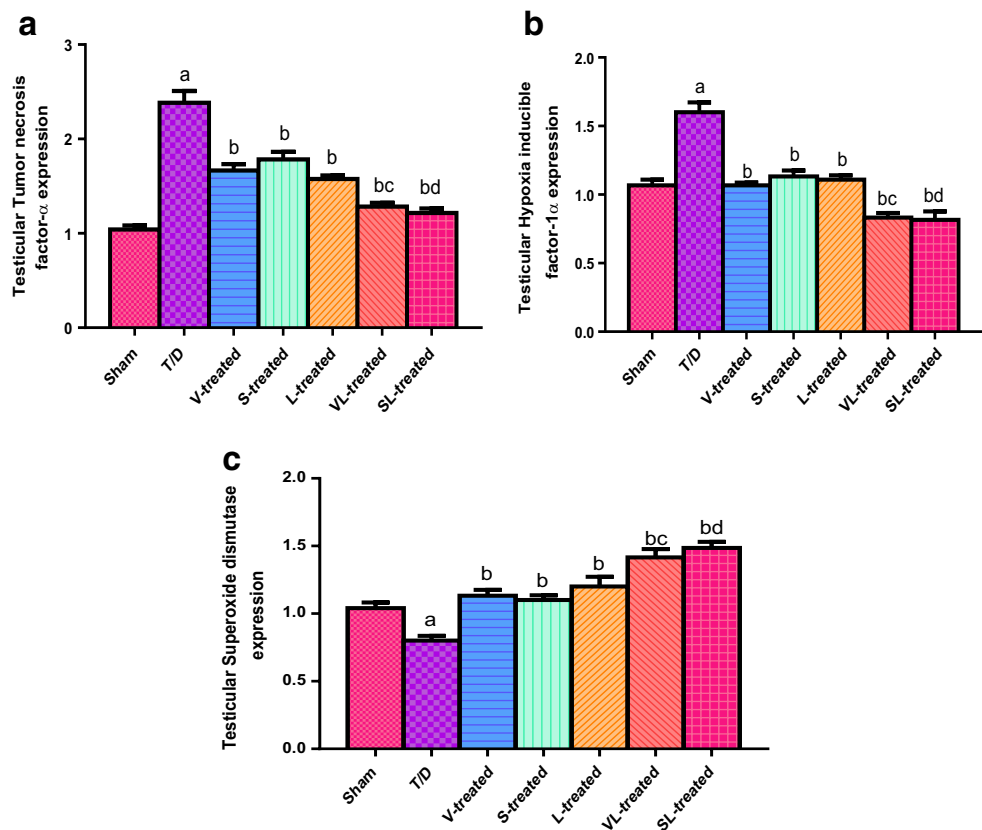 a
Testicular Tumor necrosis
factor-α expression
3
2
1
0
a
b
b
b
bc
bd
Sham
T/D
V-treated
S-treated
L-treated
VL-treated
SL-treated
b
Testicular Hypoxia inducible
factor-1α expression
2.0
1.5
1.0
0.5
0.0
a
b
b
b
bc
bd
Sham
T/D
V-treated
S-treated
L-treated
VL-treated
SL-treated
c
Testicular Superoxide dismutase
expression
2.0
1.5
1.0
0.5
0.0
a
b
b
b
bc
bd
Sham
T/D
V-treated
S-treated
L-treated
VL-treated
SL-treated